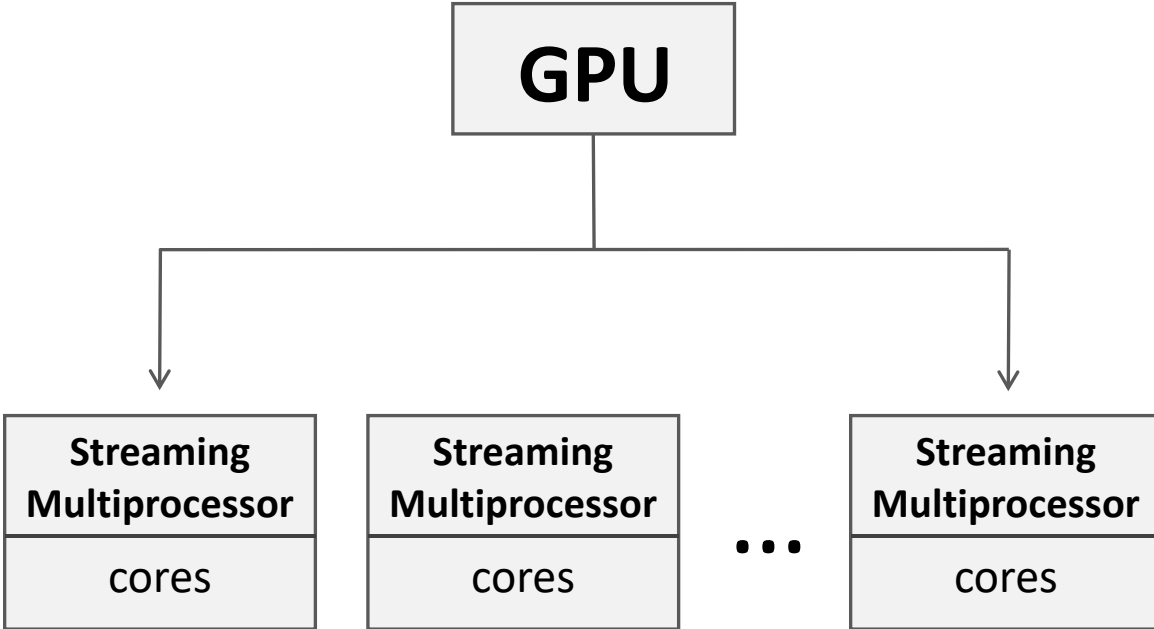 GPU
Streaming
Multiprocessor
cores
Streaming
Multiprocessor
cores
...
Streaming
Multiprocessor
cores